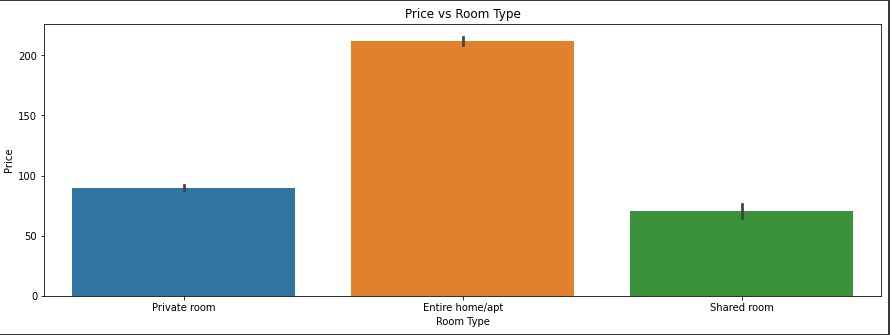 Price vs Room Type
200
150
100
50
0
Price
Private room
Entire home/apt
Shared room
Room Type